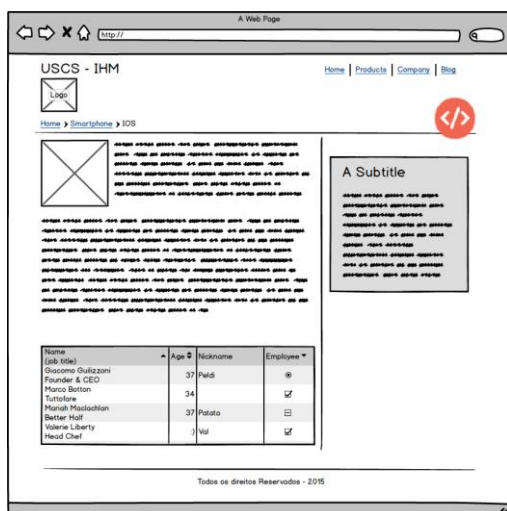 A Web Page
http://
USCS - IHM
Home | Products | Company | Blog
Logo
Home > Smartphone > IOS
</>
A Subtitle
Name
(job title) Age Nickname Employee
Giacomo Guilizzoni
Founder & CEO 37 Peldi
Marco Botton
Tuttofare 34
Mariah Maclachlan
Better Half 37 Patata
Valerie Liberty
Head Chef :) Val
Todos os direitos Reservados - 2015